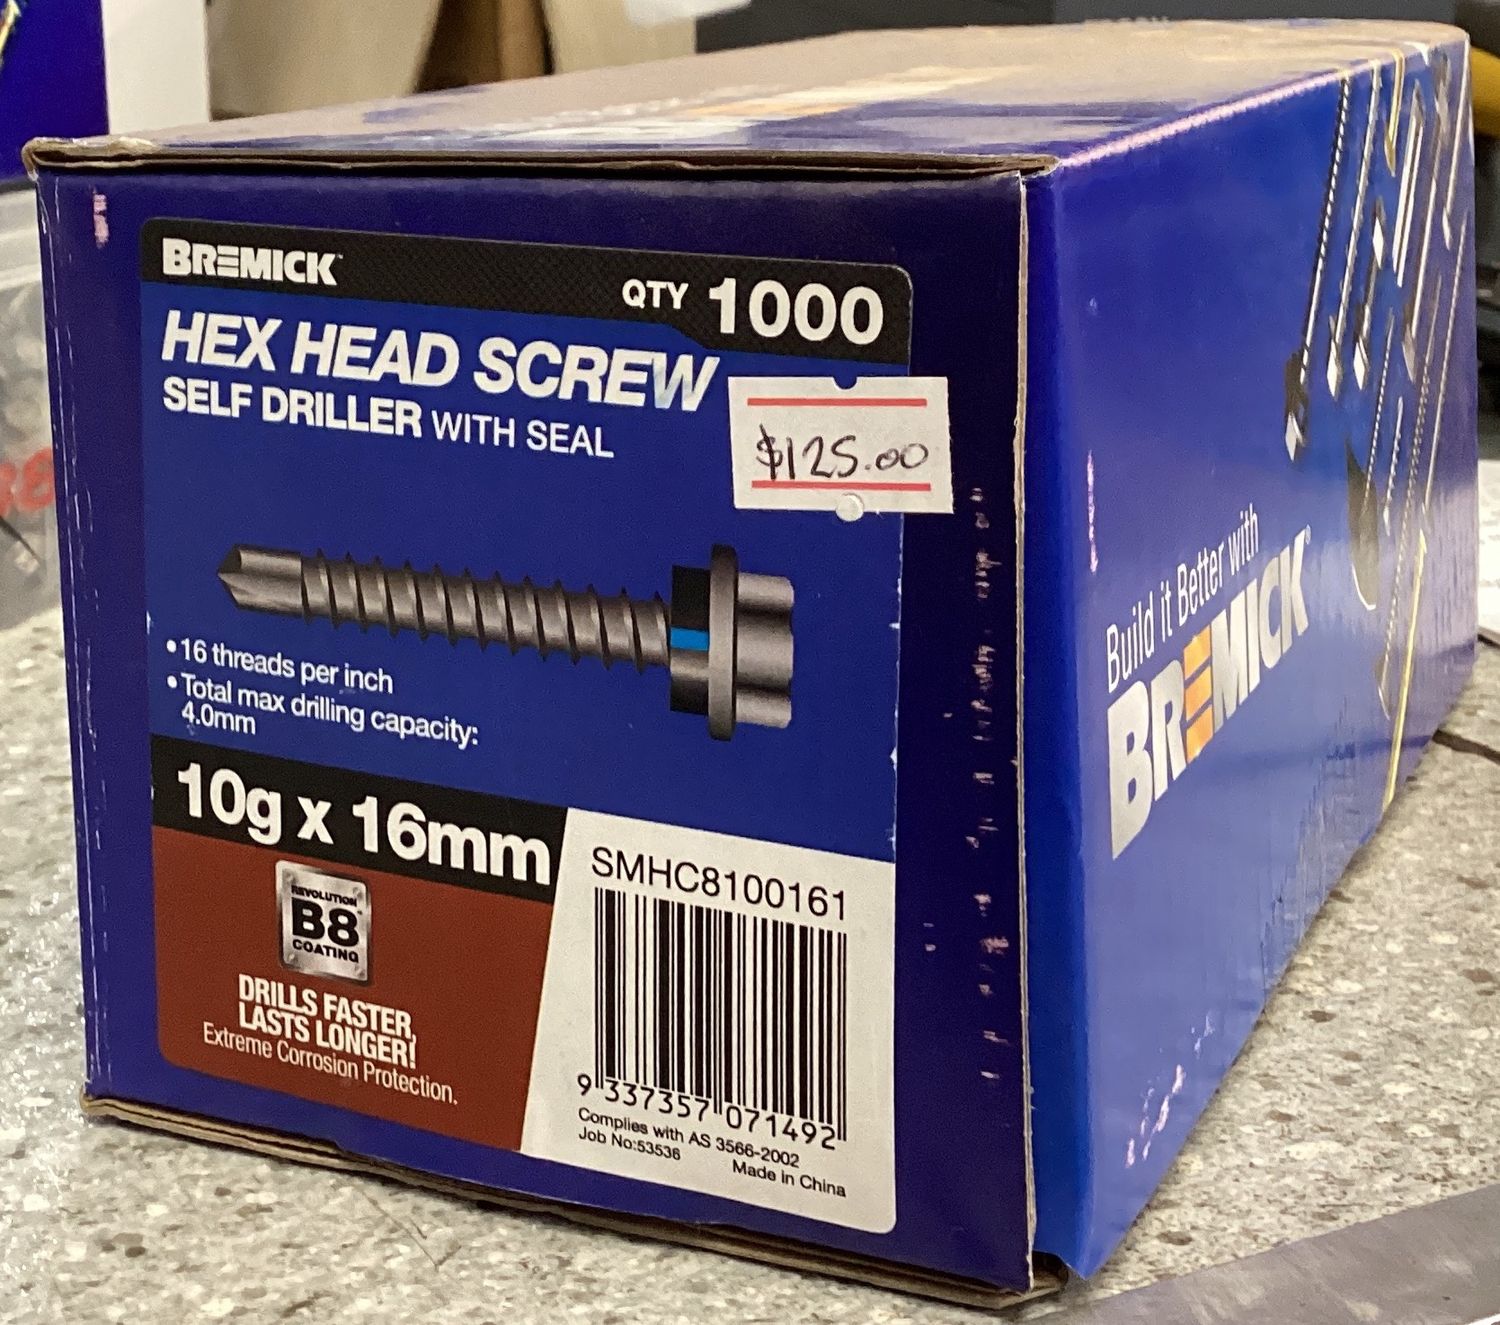 BREMICK
QTY 1000
HEX HEAD SCREW
SELF DRILLER WITH SEAL
$125.00
• 16 threads per inch
• Total max drilling capacity:
4.0mm
10g x 16mm
REVOLUTION
B8
COATING
DRILLS FASTER,
LASTS LONGER!
Extreme Corrosion Protection.
SMHC8100161
9 337357 071492
Complies with AS 3566-2002
Job No:53536 Made in China
Build it Better with
BREMICK®